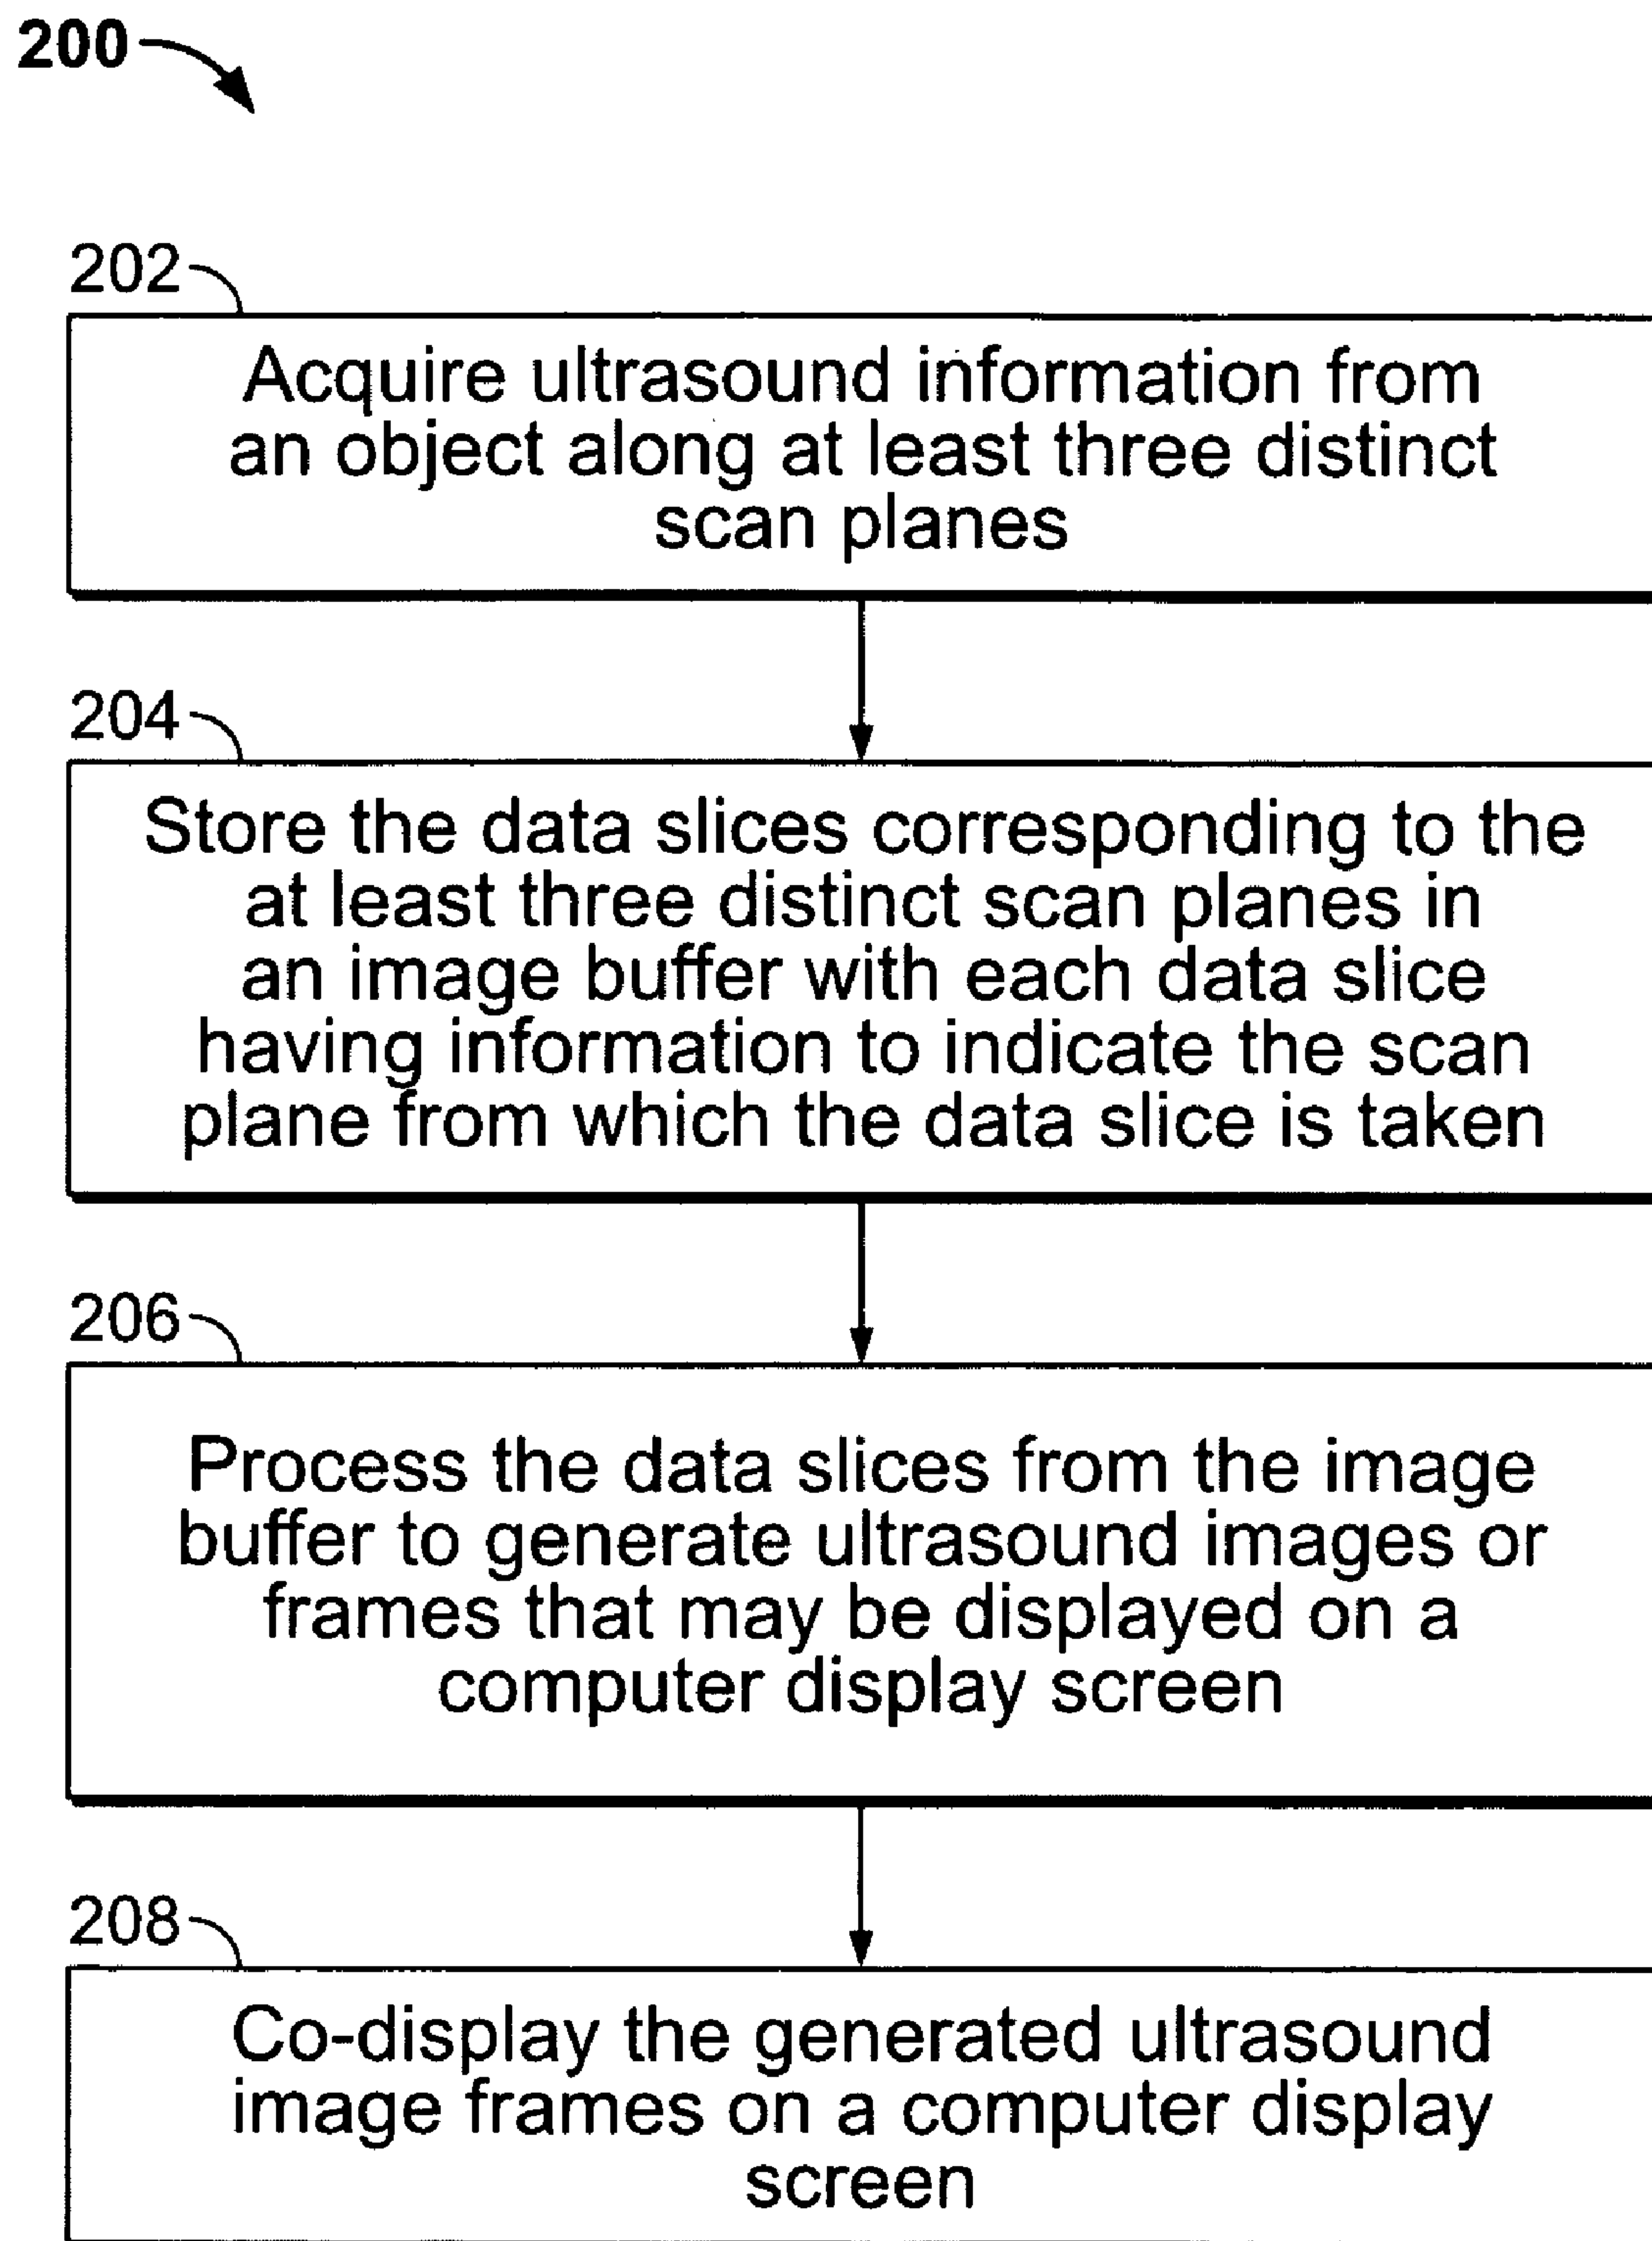 200
202
Acquire ultrasound information from
an object along at least three distinct
scan planes
204
Store the data slices corresponding to the
at least three distinct scan planes in
an image buffer with each data slice
having information to indicate the scan
plane from which the data slice is taken
206
Process the data slices from the image
buffer to generate ultrasound images or
frames that may be displayed on a
computer display screen
208
Co-display the generated ultrasound
image frames on a computer display
screen